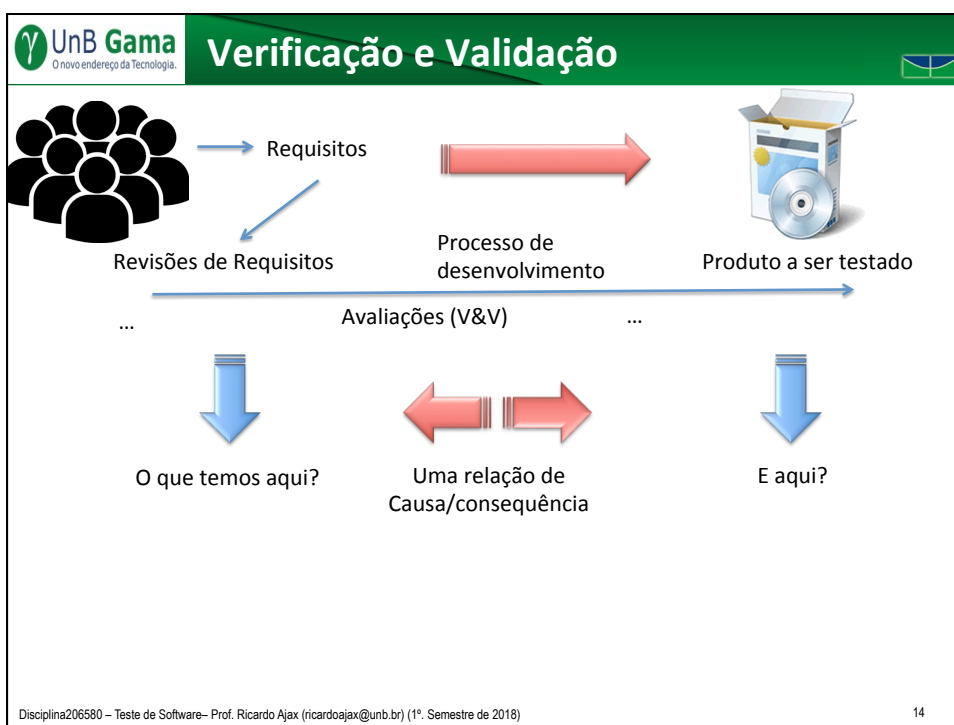 γ UnB Gama
O novo endereço da Tecnologia.
Verificação e Validação
Requisitos
Revisões de Requisitos
Processo de
desenvolvimento
Produto a ser testado
...
Avaliações (V&V)
...
O que temos aqui?
Uma relação de
Causa/consequência
E aqui?
Disciplina206580 – Teste de Software– Prof. Ricardo Ajax (ricardoajax@unb.br) (1º. Semestre de 2018)
14